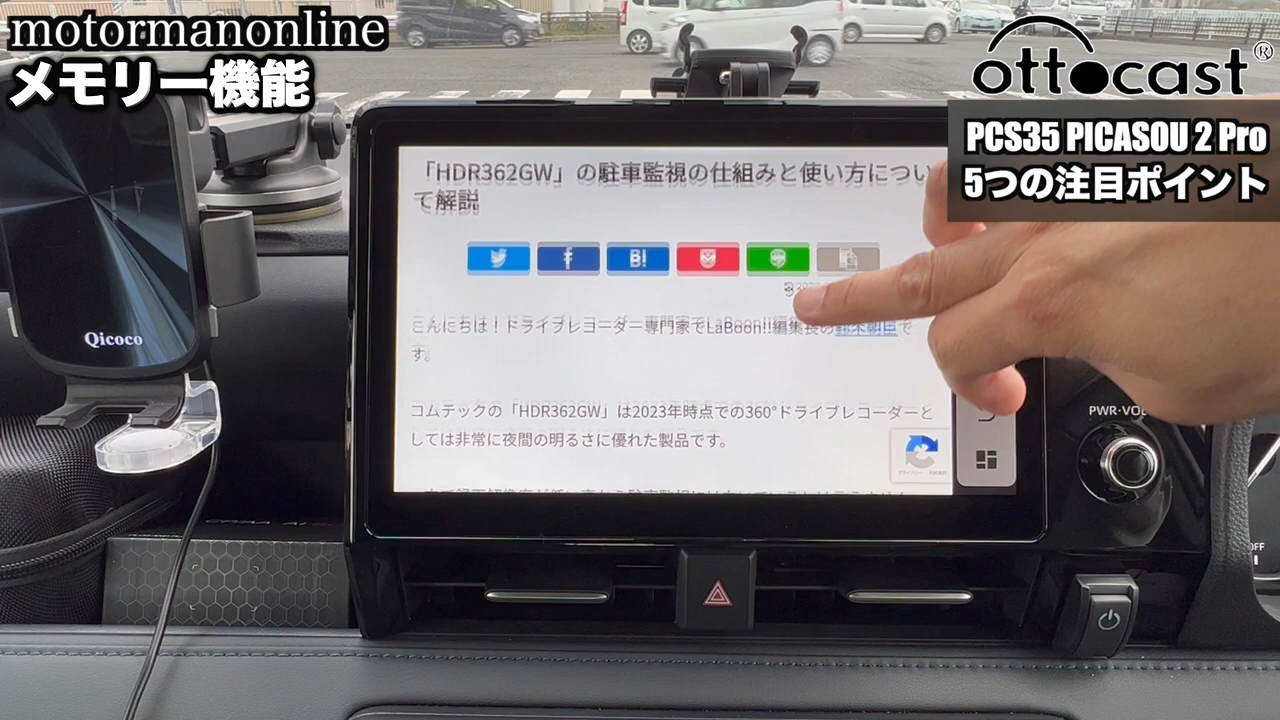 motormanonline
メモリー機能
ottocast®
PCS35 PICASOU 2 Pro
5つの注目ポイント
「HDR362GW」の駐車監視の仕組みと使い方につい
て解説
B!
こんにちは!ドライブレコーダー専門家でLaBoon!!編集長の鈴木朝臣で
す。
コムテックの「HDR362GW」は2023年時点での360°ドライブレコーダーと
しては非常に夜間の明るさに優れた製品です。
Qicoco
PWR·VOL
OFF